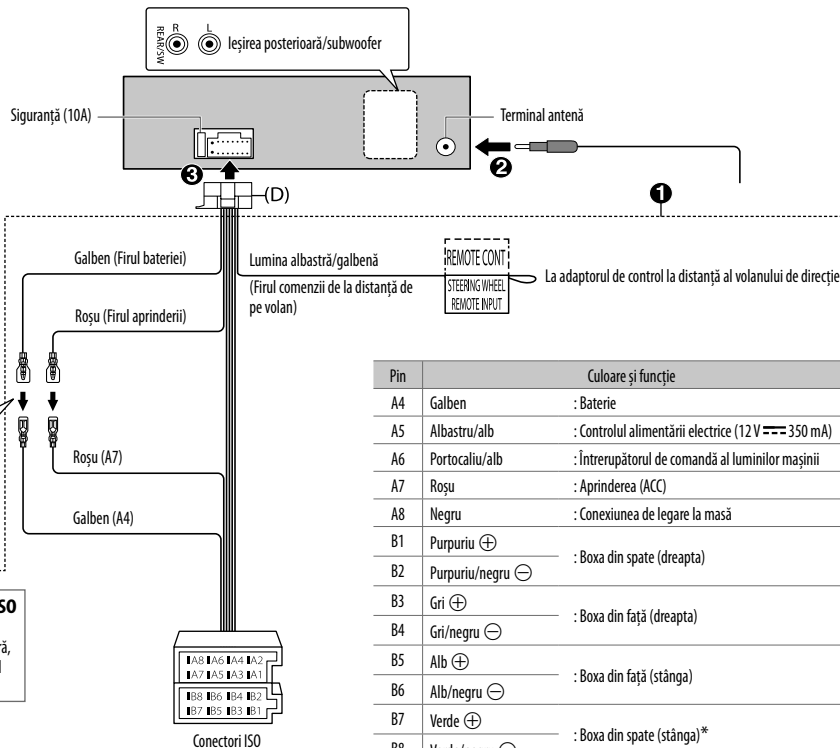 R L
REAR/SW
Ieșirea posterioară/subwoofer
Siguranță (10A)
Terminal antenă
3
2
(D)
1
Galben (Firul bateriei)
Lumina albastră/galbenă
(Firul comenzii de la distanță de
pe volan)
REMOTE CONT
STEERING WHEEL
REMOTE INPUT
La adaptorul de control la distanță al volanului de direcție
Roșu (Firul aprinderii)
Roșu (A7)
Galben (A4)
Pin Culoare și funcție
A4 Galben : Baterie
A5 Albastru/alb : Controlul alimentării electrice (12 V 350 mA)
A6 Portocaliu/alb : Întrerupătorul de comandă al luminilor mașinii
A7 Roșu : Aprinderea (ACC)
A8 Negru : Conexiunea de legare la masă
B1 Purpuriu ⊕
: Boxa din spate (dreapta)
B2 Purpuriu/negru ⊖
B3 Gri ⊕
: Boxa din față (dreapta)
B4 Gri/negru ⊖
B5 Alb ⊕
: Boxa din față (stânga)
B6 Alb/negru ⊖
B7 Verde ⊕
: Boxa din spate (stânga)*
A8 A6 A4 A2
A7 A5 A3 A1
B8 B6 B4 B2
B7 B5 B3 B1
Conectori ISO